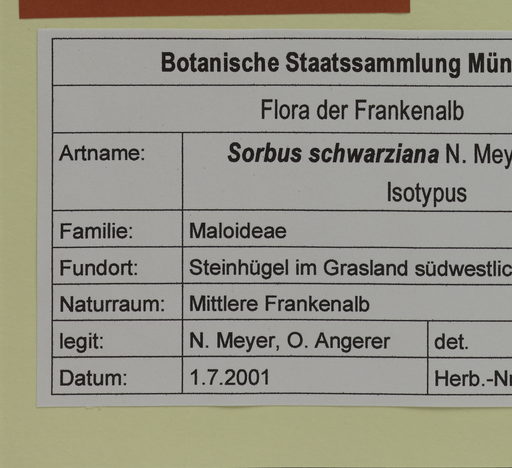 Botanische Staatssammlung Mün
Flora der Frankenalb
Artname: Sorbus schwarziana N. Mey
Isotypus
Familie: Maloideae
Fundort: Steinhügel im Grasland südwestlic
Naturraum: Mittlere Frankenalb
legit: N. Meyer, O. Angerer det.
Datum: 1.7.2001 Herb.-Nr